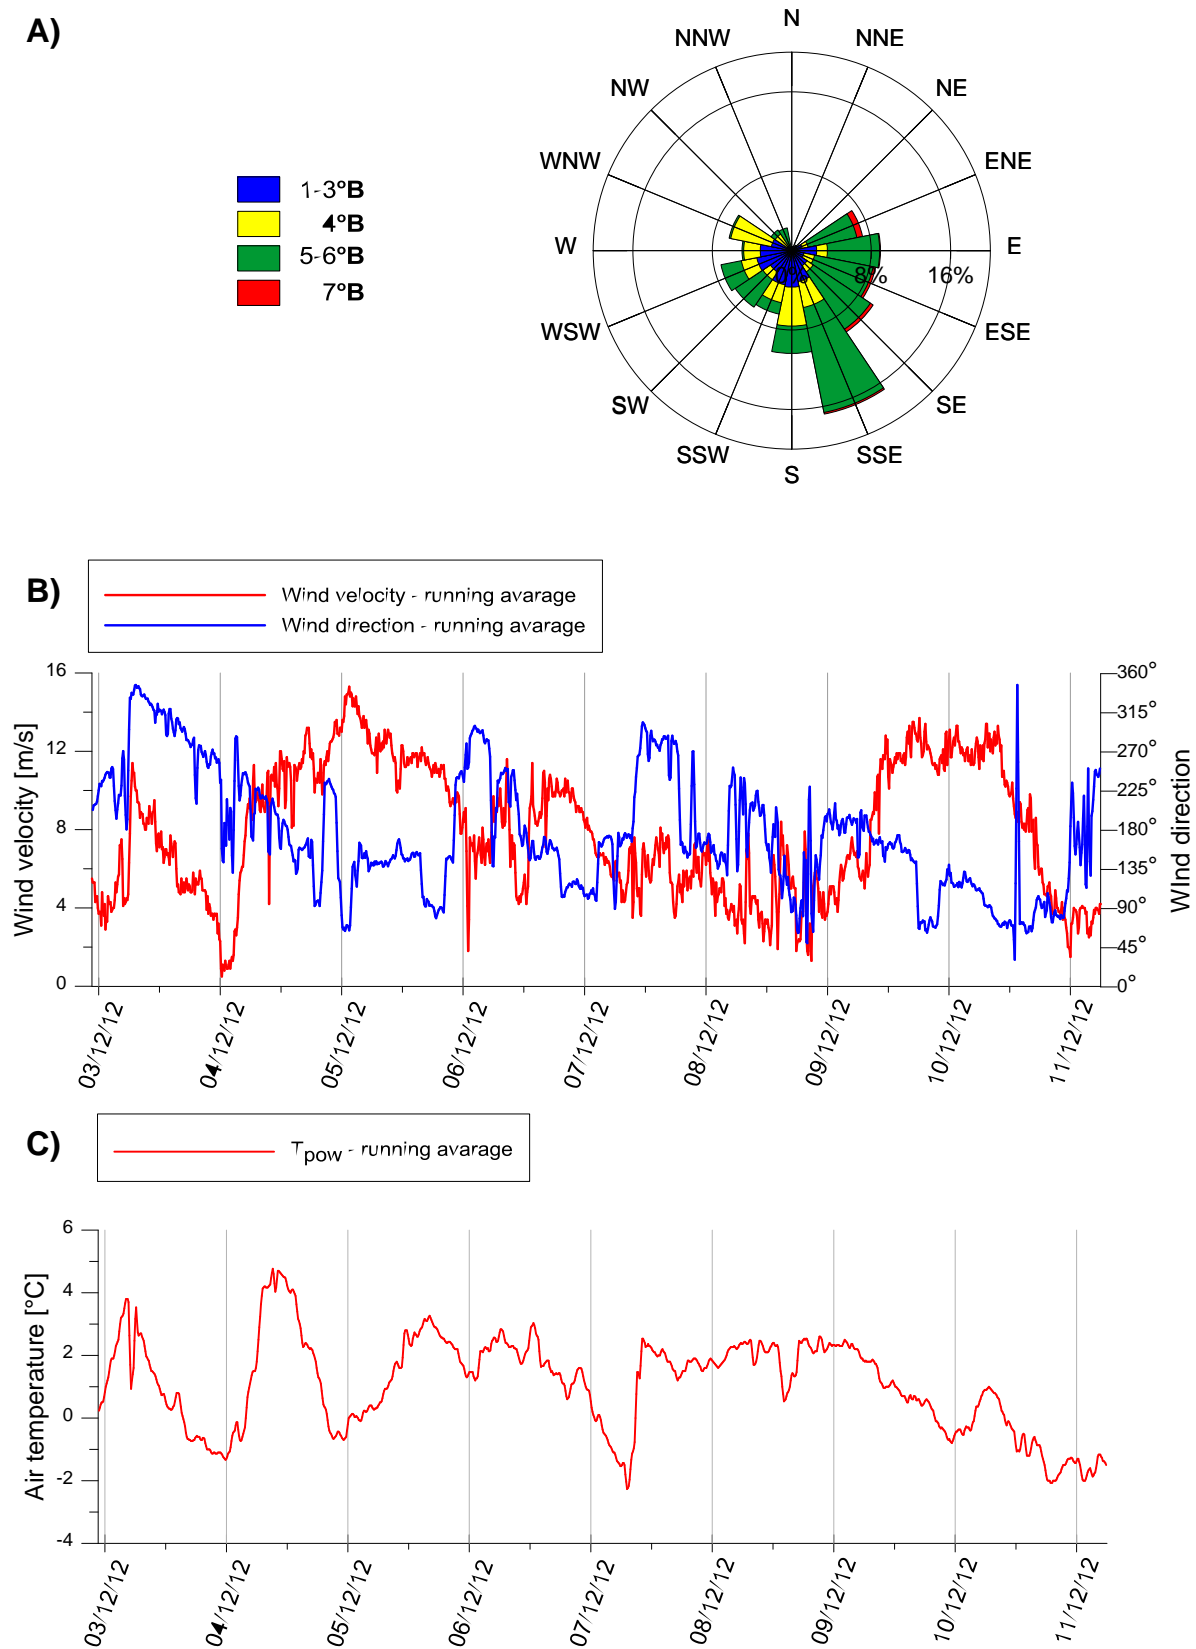 A)
N
NNW
NNE
NW
NE
WNW
ENE
1-3°B
4°B
W
E
5-6°B
0%
8%
16%
7°B
WSW
ESE
SW
SE
SSW
SSE
S
B)
Wind velocity - running avarage
Wind direction - running avarage
16
12
8
4
0
Wind velocity [m/s]
360°
315°
270°
225°
180°
135°
90°
45°
0°
WInd direction
03/12/12
04/12/12
05/12/12
06/12/12
07/12/12
08/12/12
09/12/12
10/12/12
11/12/12
C)
Tpow - running avarage
6
4
2
0
-2
-4
Air temperature [°C]
03/12/12
04/12/12
05/12/12
06/12/12
07/12/12
08/12/12
09/12/12
10/12/12
11/12/12